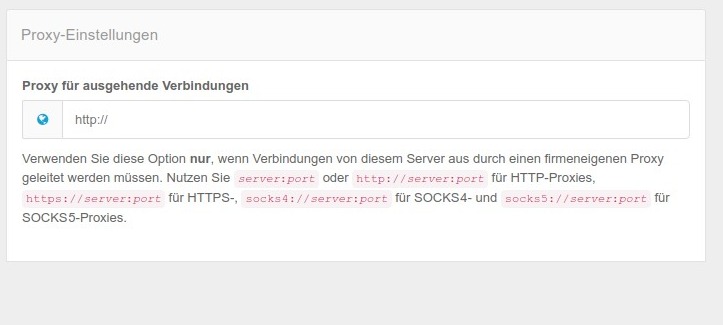 Proxy-Einstellungen
Proxy für ausgehende Verbindungen
http://
Verwenden Sie diese Option nur, wenn Verbindungen von diesem Server aus durch einen firmeneigenen Proxy
geleitet werden müssen. Nutzen Sie server:port oder http://server:port für HTTP-Proxies,
https://server:port für HTTPS-, socks4://server:port für SOCKS4- und socks5://server:port für
SOCKS5-Proxies.